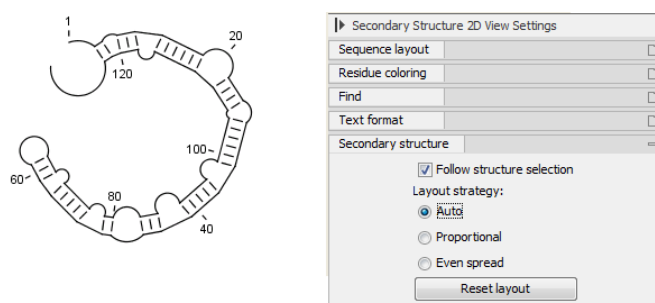 1
20
120
100
60
80
40
Secondary Structure 2D View Settings
Sequence layout
Residue coloring
Find
Text format
Secondary structure
Follow structure selection
Layout strategy:
Auto
Proportional
Even spread
Reset layout